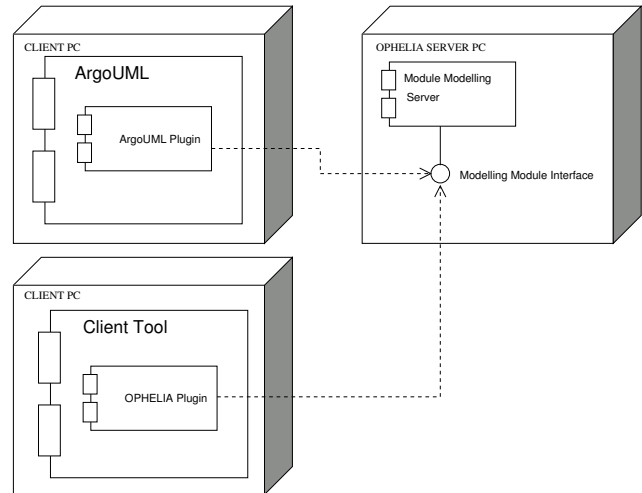 CLIENT PC
ArgoUML
ArgoUML Plugin
OPHELIA SERVER PC
Module Modelling
Server
Modelling Module Interface
CLIENT PC
Client Tool
OPHELIA Plugin